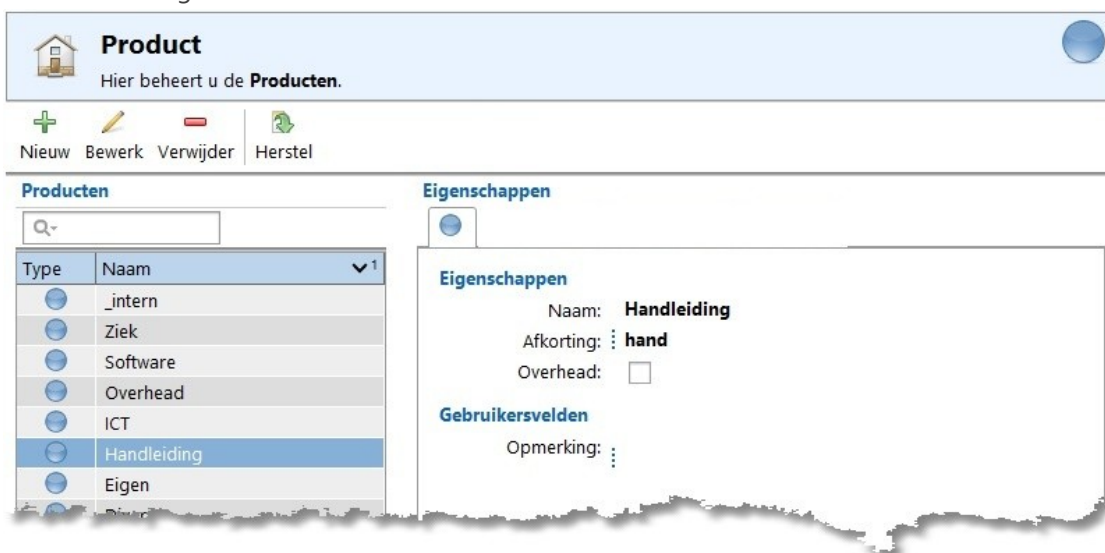 Product
Hier beheert u de Producten.
Nieuw Bewerk Verwijder Herstel
Producten
Type Naam 1
_intern
Ziek
Software
Overhead
ICT
Handleiding
Eigen
Eigenschappen
Eigenschappen
Naam: Handleiding
Afkorting: hand
Overhead:
Gebruikersvelden
Opmerking: